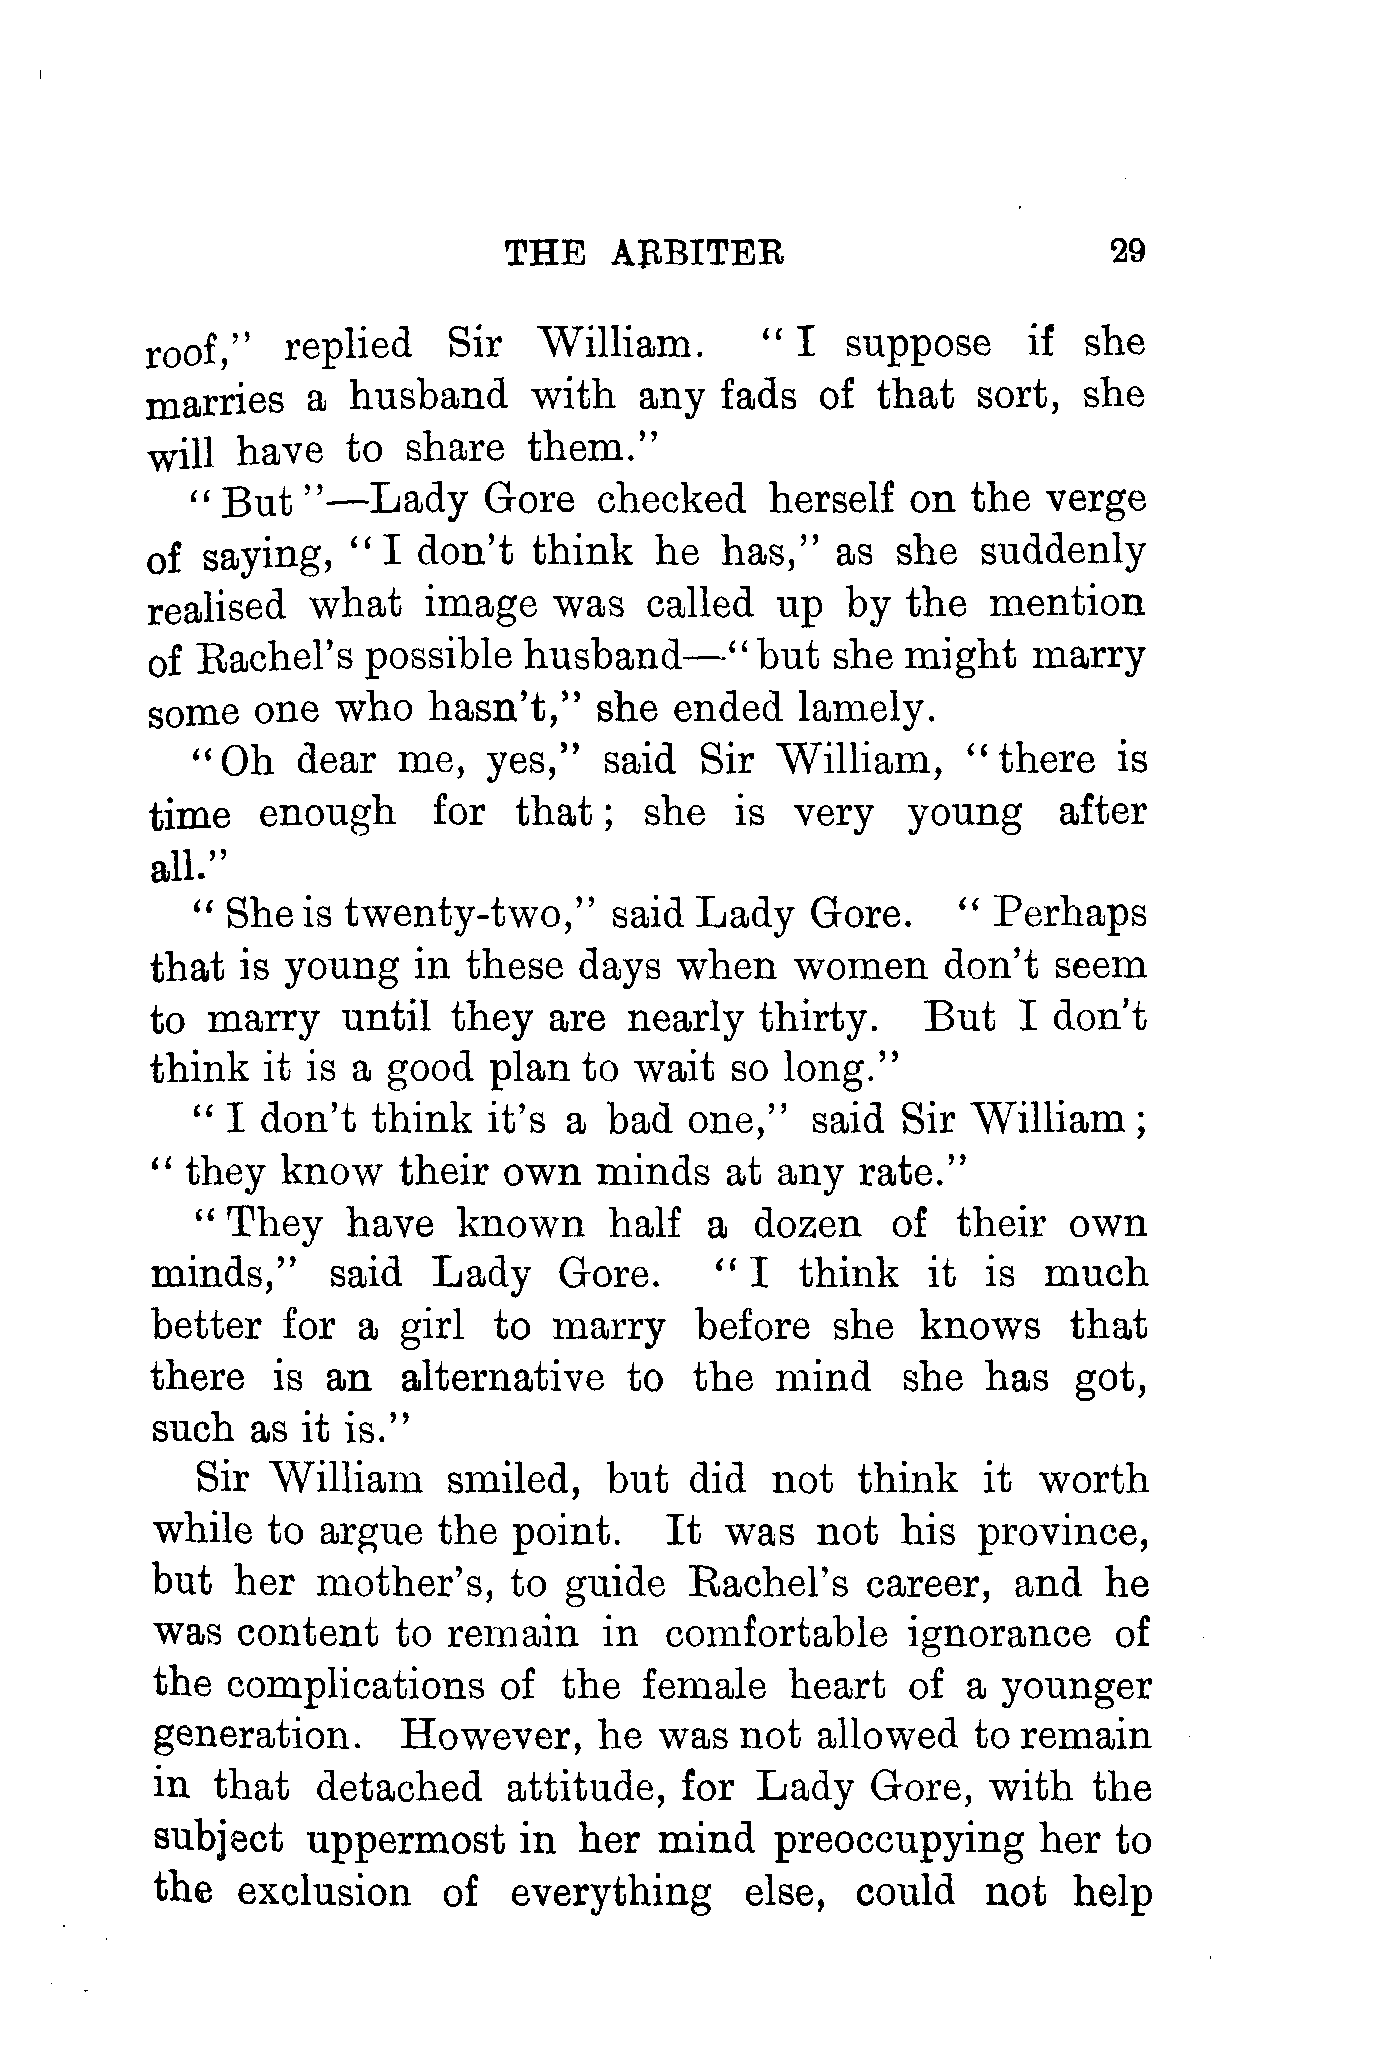 THE ARBITER 29
roof," replied Sir William. "I suppose if she
marries a husband with any fads of that sort, she
will have to share them."
"But"—Lady Gore checked herself on the verge
of saying, "I don't think he has," as she suddenly
realised what image was called up by the mention
of Rachel's possible husband—"but she might marry
some one who hasn't," she ended lamely.
"Oh dear me, yes," said Sir William, "there is
time enough for that; she is very young after
all."
"She is twenty-two," said Lady Gore. "Perhaps
that is young in these days when women don't seem
to marry until they are nearly thirty. But I don't
think it is a good plan to wait so long."
"I don't think it's a bad one," said Sir William;
"they know their own minds at any rate."
"They have known half a dozen of their own
minds," said Lady Gore. "I think it is much
better for a girl to marry before she knows that
there is an alternative to the mind she has got,
such as it is."
Sir William smiled, but did not think it worth
while to argue the point. It was not his province,
but her mother's, to guide Rachel's career, and he
was content to remain in comfortable ignorance of
the complications of the female heart of a younger
generation. However, he was not allowed to remain
in that detached attitude, for Lady Gore, with the
subject uppermost in her mind preoccupying her to
the exclusion of everything else, could not help